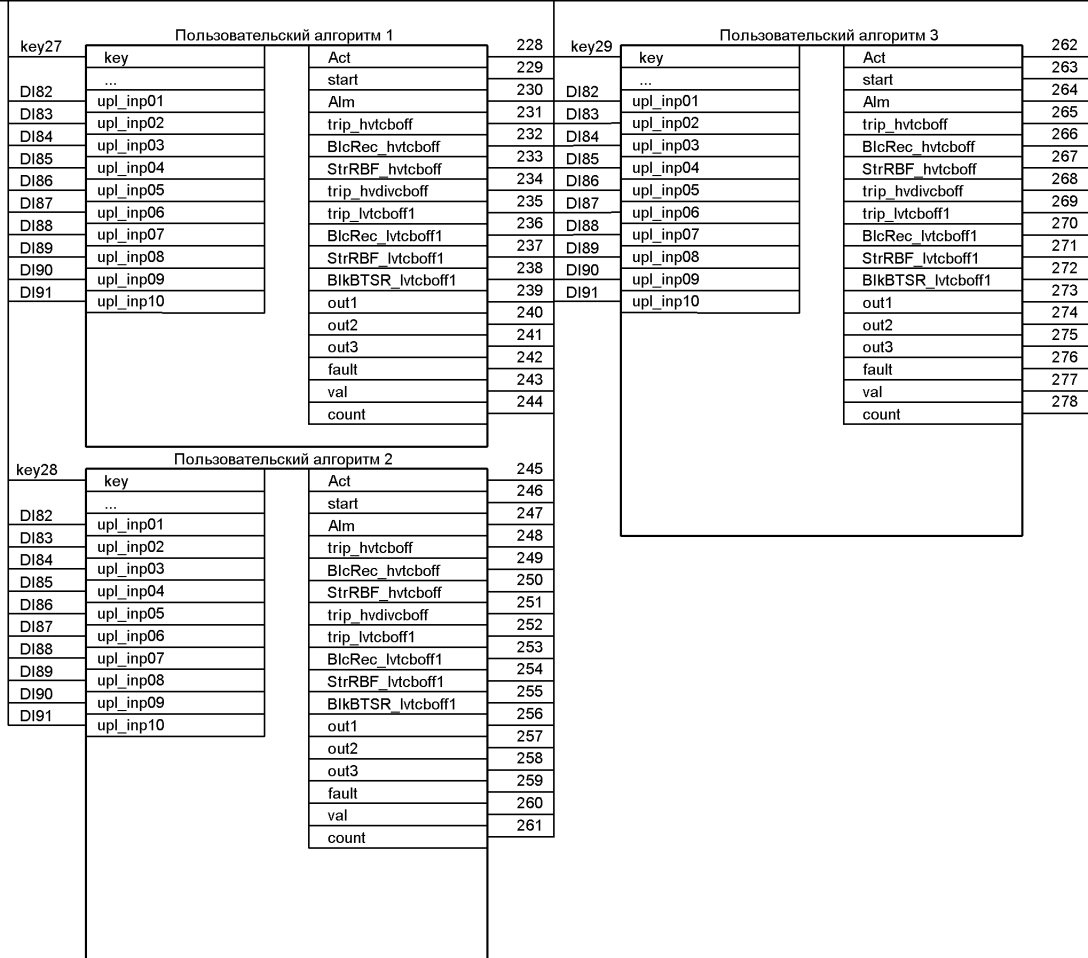 Пользовательский алгоритм 1
key27 key Act 228
... start 229
DI82 upl_inp01 Alm 230
DI83 upl_inp02 trip_hvtcboff 231
DI84 upl_inp03 BlcRec_hvtcboff 232
DI85 upl_inp04 StrRBF_hvtcboff 233
DI86 upl_inp05 trip_hvdivcboff 234
DI87 upl_inp06 trip_lvtcboff1 235
DI88 upl_inp07 BlcRec_lvtcboff1 236
DI89 upl_inp08 StrRBF_lvtcboff1 237
DI90 upl_inp09 BlkBTSR_lvtcboff1 238
DI91 upl_inp10 out1 239
out2 240
out3 241
fault 242
val 243
count 244
Пользовательский алгоритм 2
key28 key Act 245
... start 246
DI82 upl_inp01 Alm 247
DI83 upl_inp02 trip_hvtcboff 248
DI84 upl_inp03 BlcRec_hvtcboff 249
DI85 upl_inp04 StrRBF_hvtcboff 250
DI86 upl_inp05 trip_hvdivcboff 251
DI87 upl_inp06 trip_lvtcboff1 252
DI88 upl_inp07 BlcRec_lvtcboff1 253
DI89 upl_inp08 StrRBF_lvtcboff1 254
DI90 upl_inp09 BlkBTSR_lvtcboff1 255
DI91 upl_inp10 out1 256
out2 257
out3 258
fault 259
val 260
count 261
Пользовательский алгоритм 3
key29 key Act 262
... start 263
DI82 upl_inp01 Alm 264
DI83 upl_inp02 trip_hvtcboff 265
DI84 upl_inp03 BlcRec_hvtcboff 266
DI85 upl_inp04 StrRBF_hvtcboff 267
DI86 upl_inp05 trip_hvdivcboff 268
DI87 upl_inp06 trip_lvtcboff1 269
DI88 upl_inp07 BlcRec_lvtcboff1 270
DI89 upl_inp08 StrRBF_lvtcboff1 271
DI90 upl_inp09 BlkBTSR_lvtcboff1 272
DI91 upl_inp10 out1 273
out2 274
out3 275
fault 276
val 277
count 278